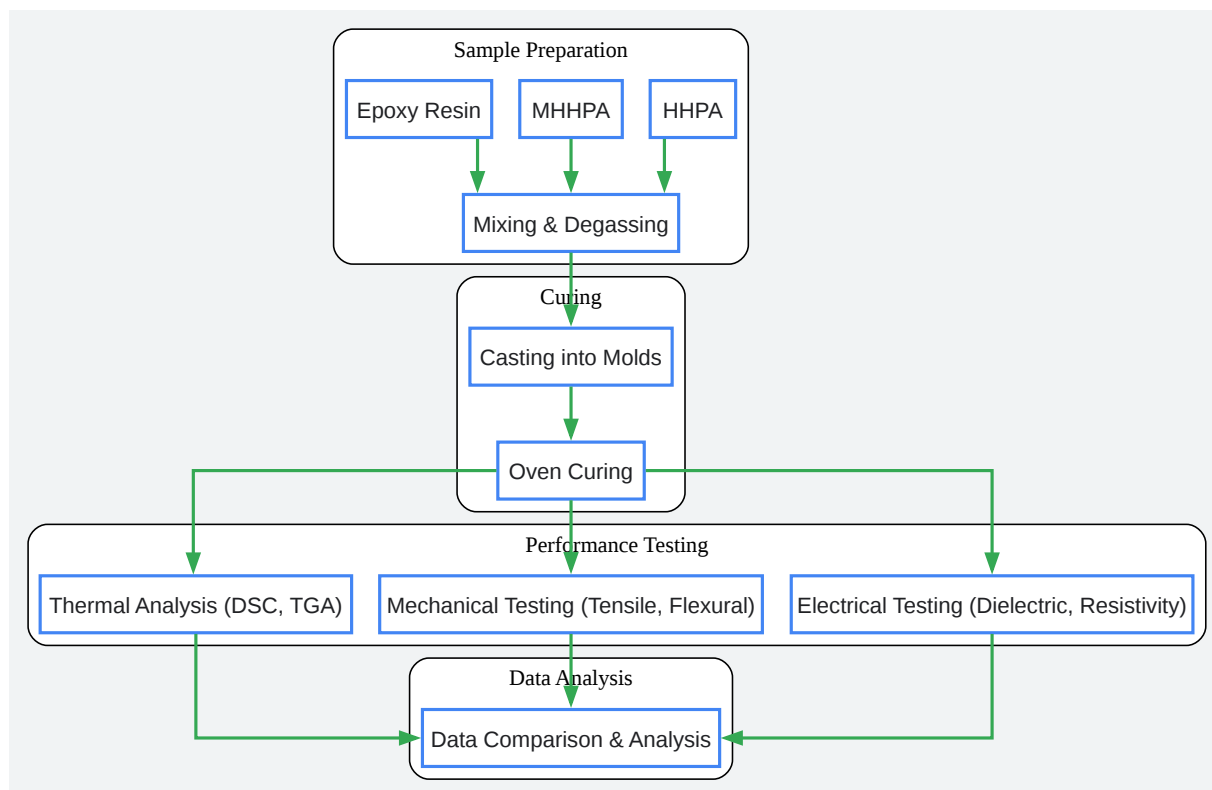 Sample Preparation
Epoxy Resin
MHHPA
HHPA
Mixing & Degassing
Curing
Casting into Molds
Oven Curing
Performance Testing
Thermal Analysis (DSC, TGA)
Mechanical Testing (Tensile, Flexural)
Electrical Testing (Dielectric, Resistivity)
Data Analysis
Data Comparison & Analysis